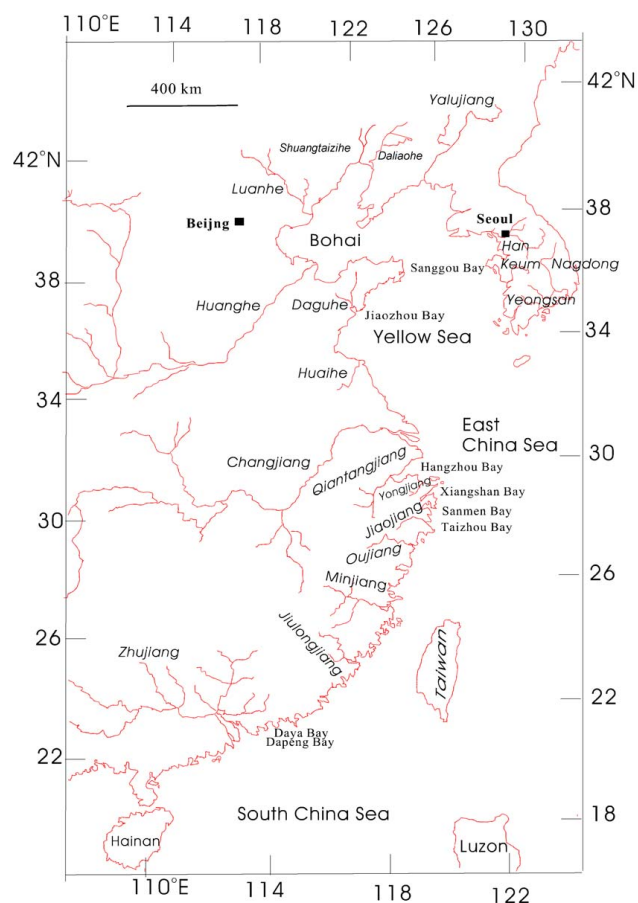 110°E 114 118 122 126 130
400 km
42°N
Yalujiang
Shuangtaizihe
Daliaohe
42°N
Luanhe
Beijng
Seoul
38
Bohai
Han
Sanggou Bay
Keum
Nagdong
38
Huanghe
Daguhe
Yeongsan
Jiaozhou Bay
Yellow Sea
34
Huaihe
34
East
China Sea
30
Changjiang
Qiantangjiang
Hangzhou Bay
Yongjiang
Xiangshan Bay
30
Jiaojiang
Sanmen Bay
Taizhou Bay
Oujiang
Minjiang
26
26
Jiulongjiang
Zhujiang
Taiwan
22
Daya Bay
Dapeng Bay
22
South China Sea
18
Hainan
Luzon
110°E 114 118 122